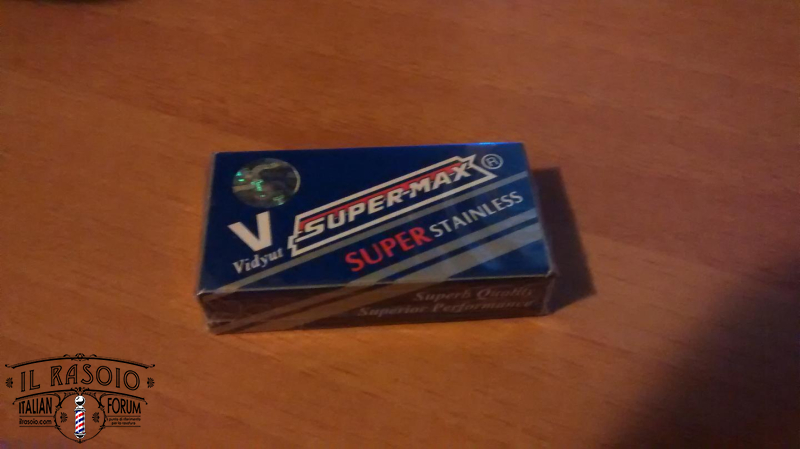 SUPER-MAX ®
V
Vidyut
SUPER STAINLESS
Superb Quality
Superior Performance
IL RASOIO
ITALIAN FORUM
ilrasoio.com